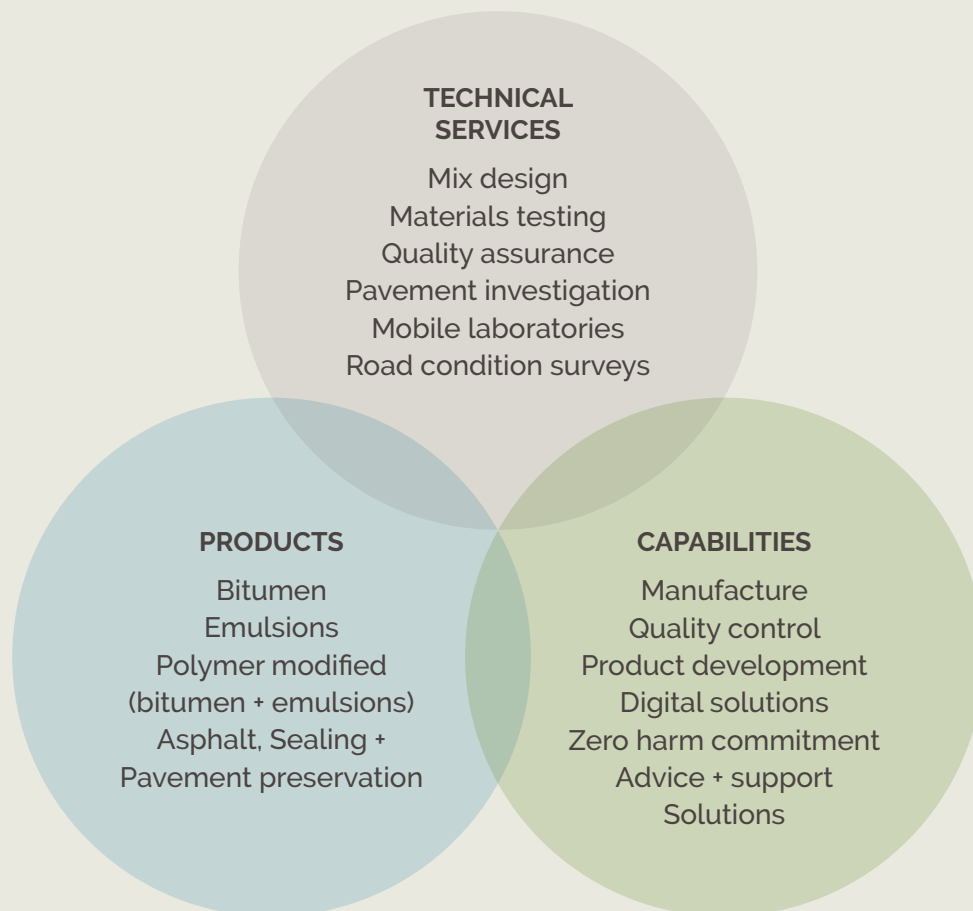 TECHNICAL
SERVICES
Mix design
Materials testing
Quality assurance
Pavement investigation
Mobile laboratories
Road condition surveys
PRODUCTS
Bitumen
Emulsions
Polymer modified
(bitumen + emulsions)
Asphalt, Sealing +
Pavement preservation
CAPABILITIES
Manufacture
Quality control
Product development
Digital solutions
Zero harm commitment
Advice + support
Solutions